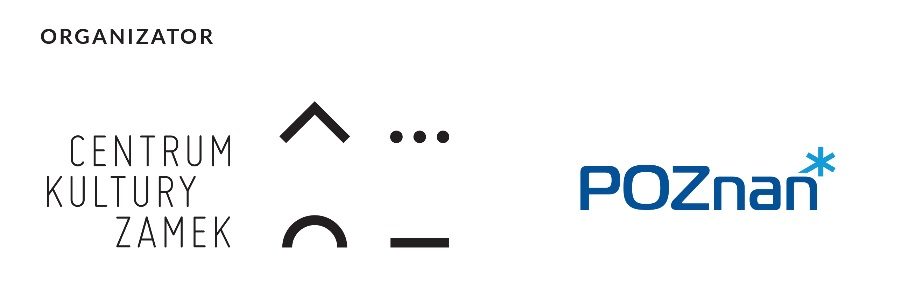 ORGANIZATOR
CENTRUM
KULTURY
ZAMEK
POZnan*